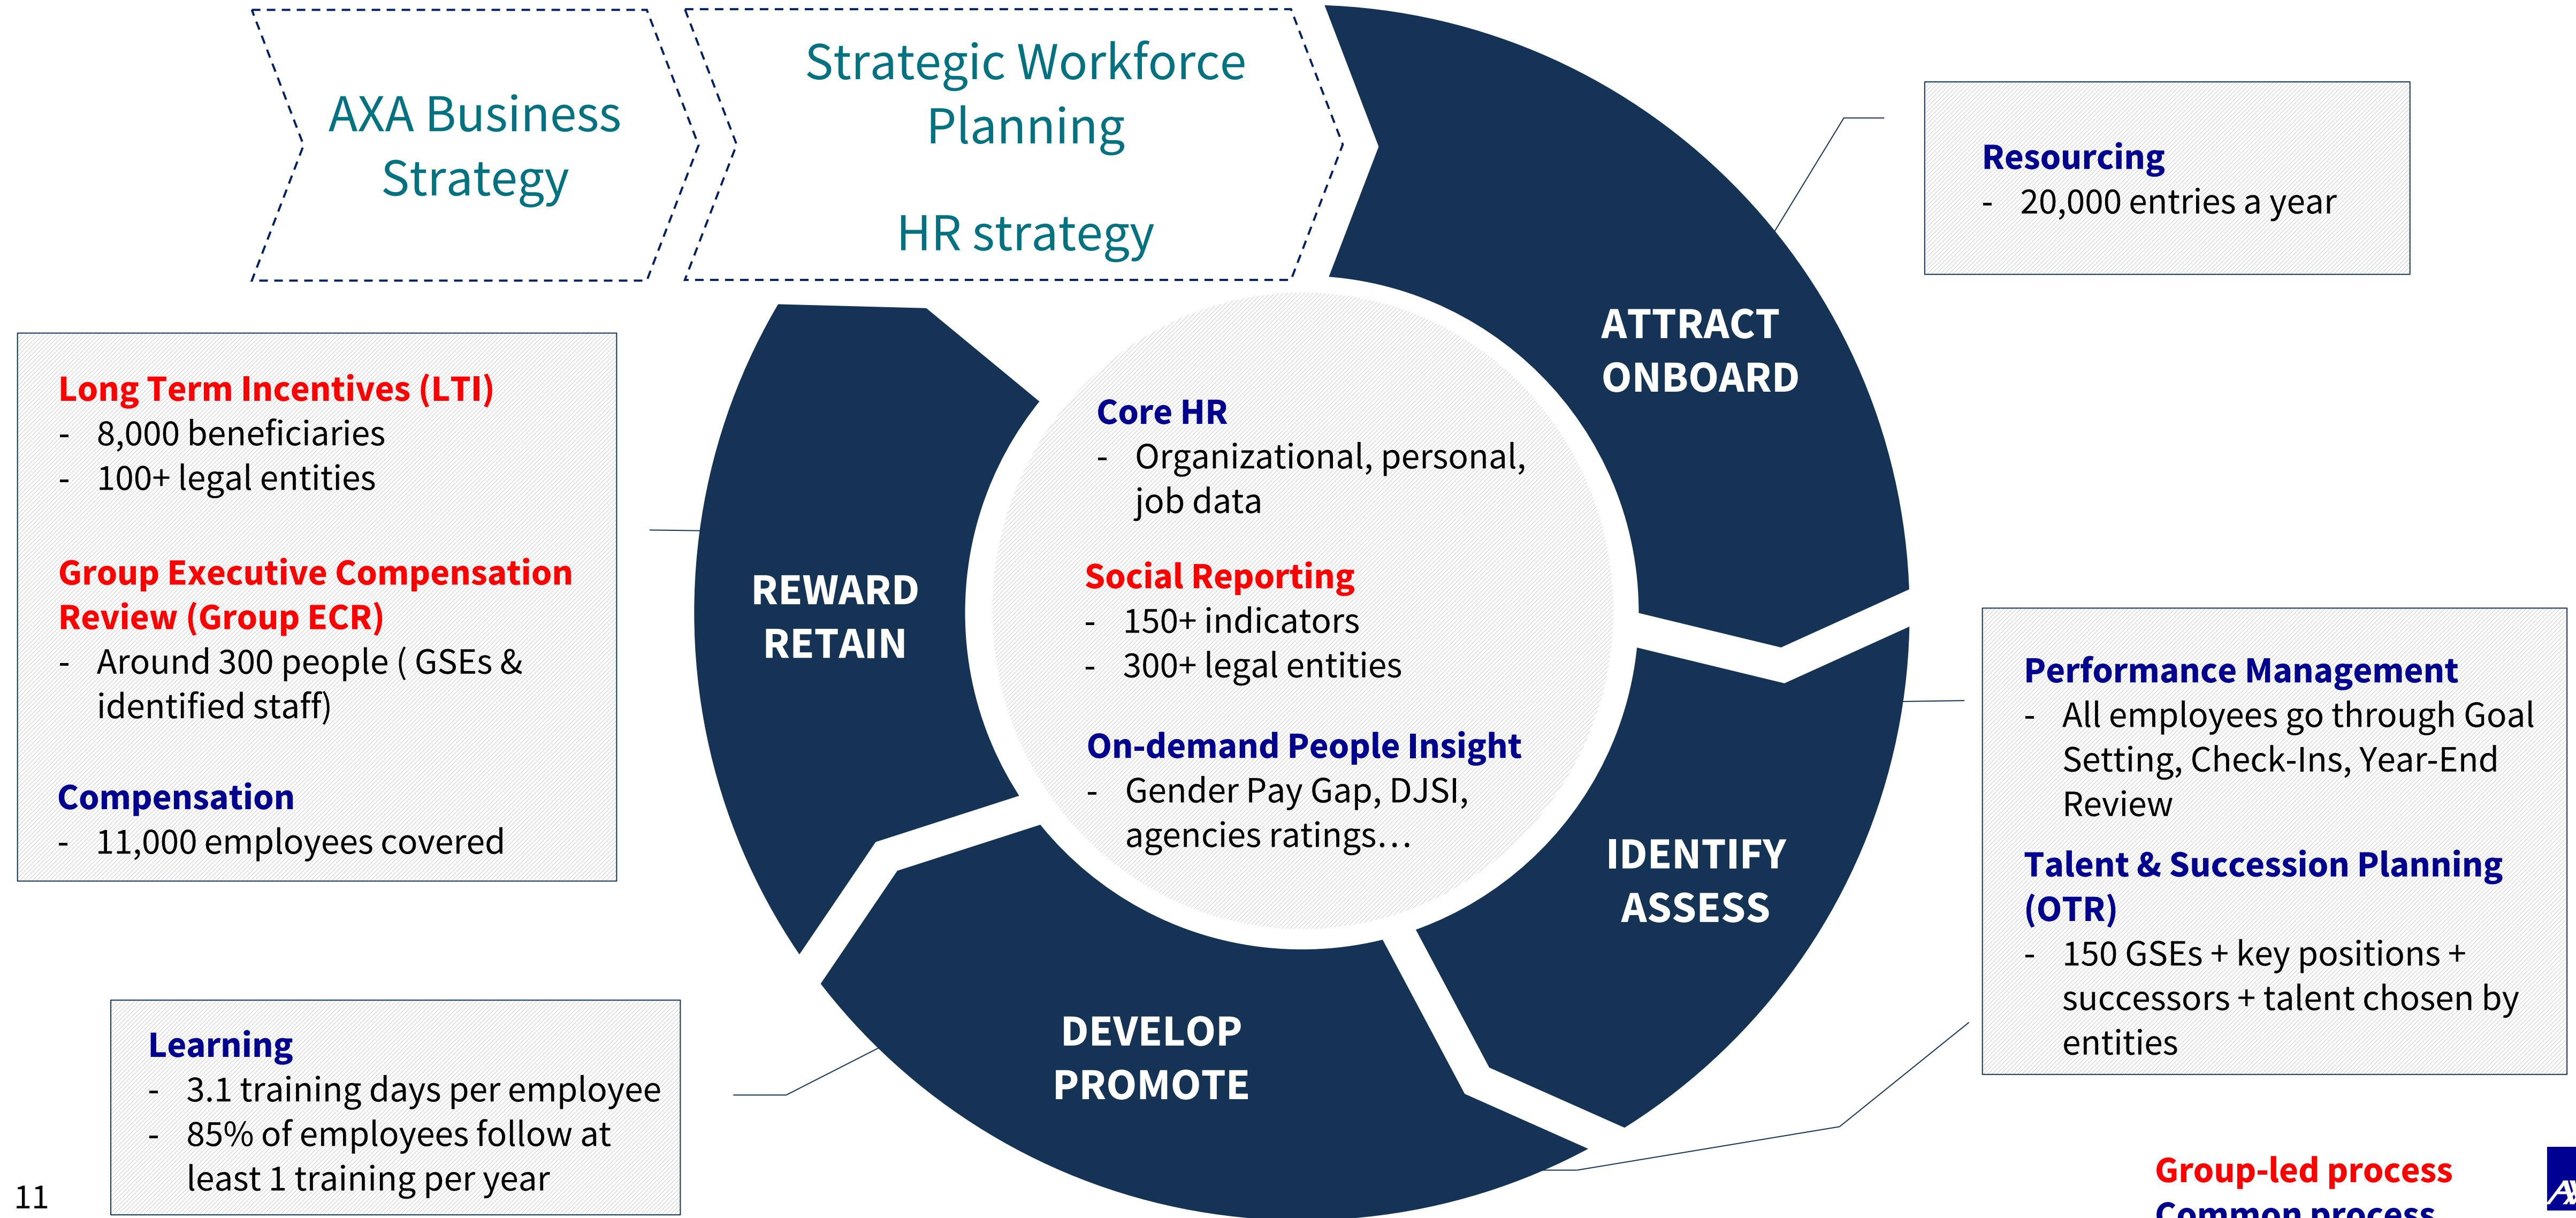 AXA Business
Strategy
Strategic Workforce
Planning
HR strategy
ATTRACT
ONBOARD
Resourcing
- 20,000 entries a year
Long Term Incentives (LTI)
- 8,000 beneficiaries
- 100+ legal entities
Group Executive Compensation
Review (Group ECR)
- Around 300 people ( GSEs &
identified staff)
Compensation
- 11,000 employees covered
REWARD
RETAIN
Core HR
- Organizational, personal,
job data
Social Reporting
- 150+ indicators
- 300+ legal entities
On-demand People Insight
- Gender Pay Gap, DJSI,
agencies ratings…
IDENTIFY
ASSESS
Performance Management
- All employees go through Goal
Setting, Check-Ins, Year-End
Review
Talent & Succession Planning
(OTR)
- 150 GSEs + key positions +
successors + talent chosen by
entities
DEVELOP
PROMOTE
Learning
- 3.1 training days per employee
- 85% of employees follow at
least 1 training per year
11
Group-led process
Common process